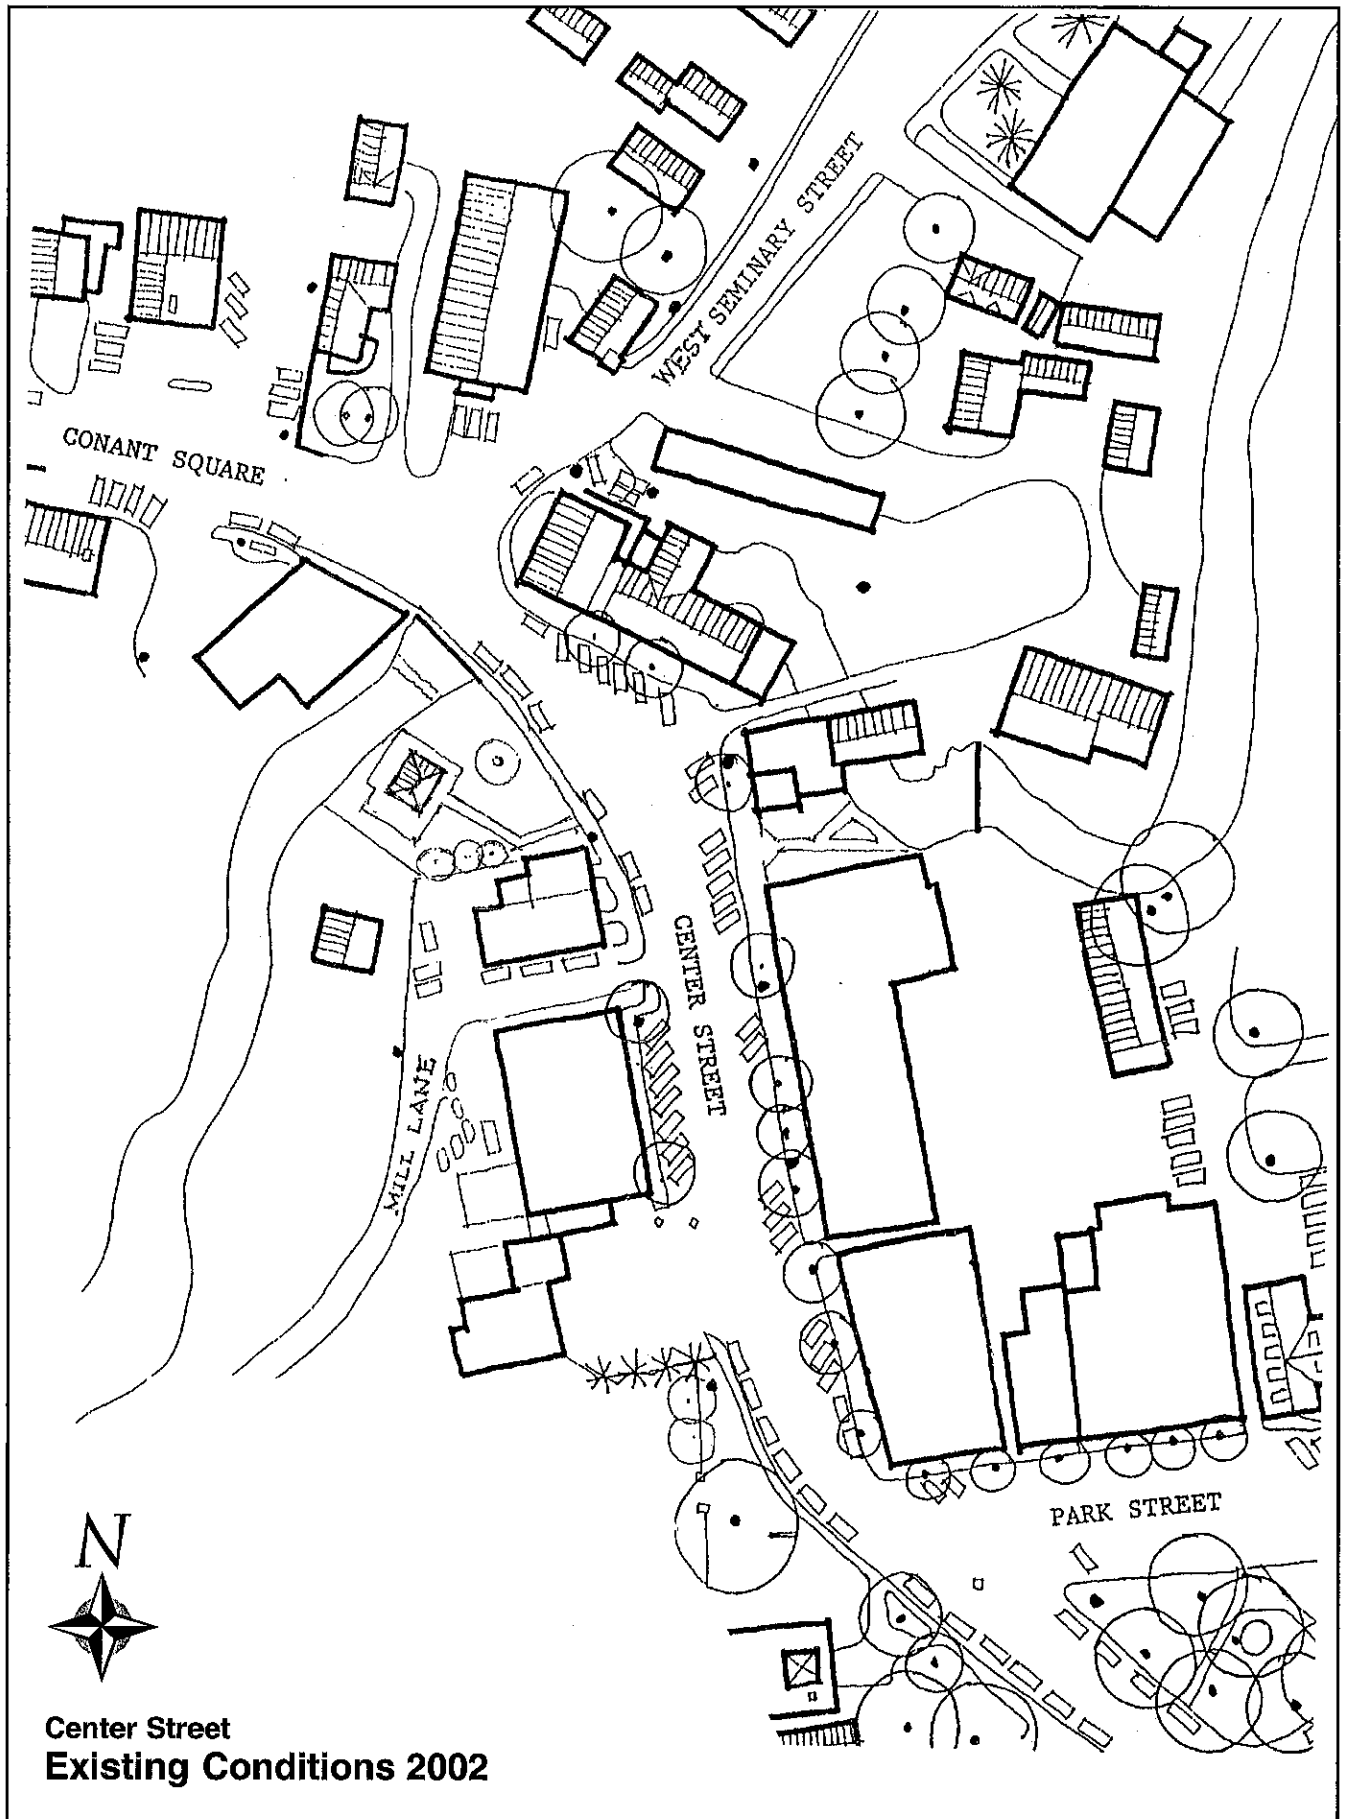 WEST SEMINARY STREET
CONANT SQUARE
CENTER STREET
MILL LANE
PARK STREET
N
Center Street
Existing Conditions 2002